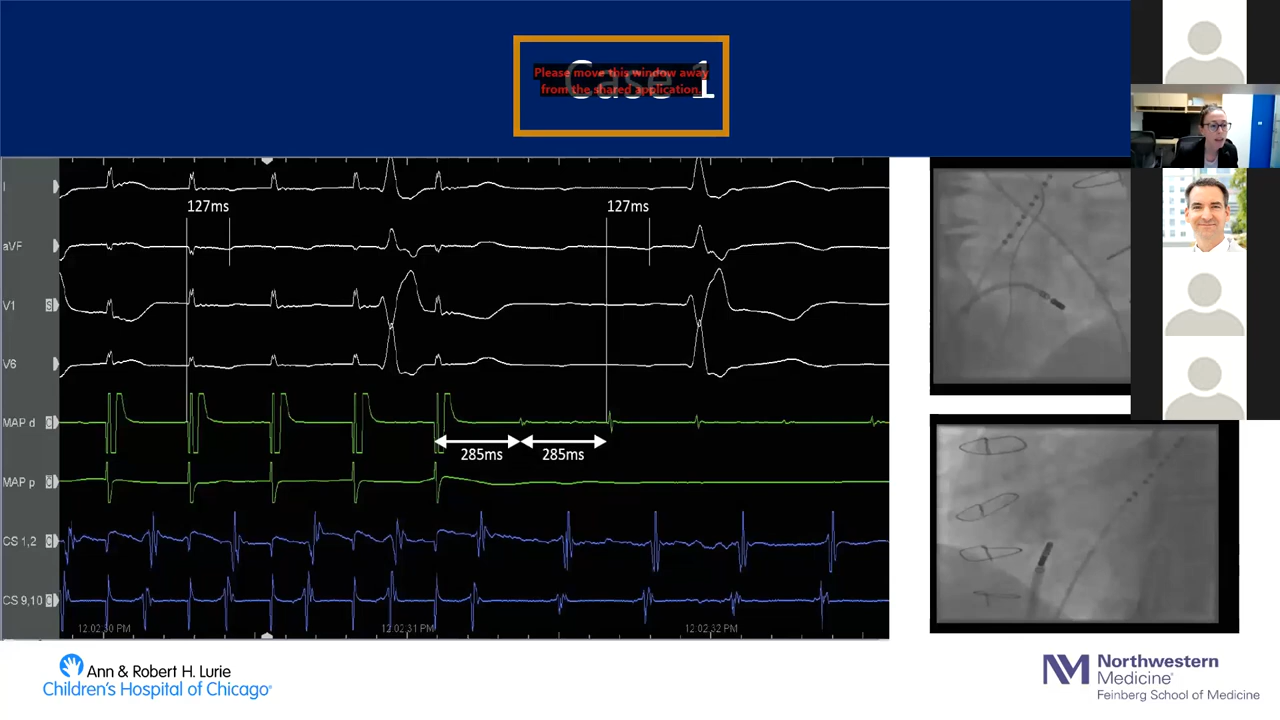 Case 1
Please move this window away
from the shared application.
I
127ms
127ms
aVF
V1
S
V6
MAP d
C
285ms
285ms
MAP p
C
CS 1,2
C
CS 9,10
C
12:02:30 PM
12:02:31 PM
12:02:32 PM
Ann & Robert H. Lurie
Children's Hospital of Chicago®
NM
Northwestern
Medicine®
Feinberg School of Medicine